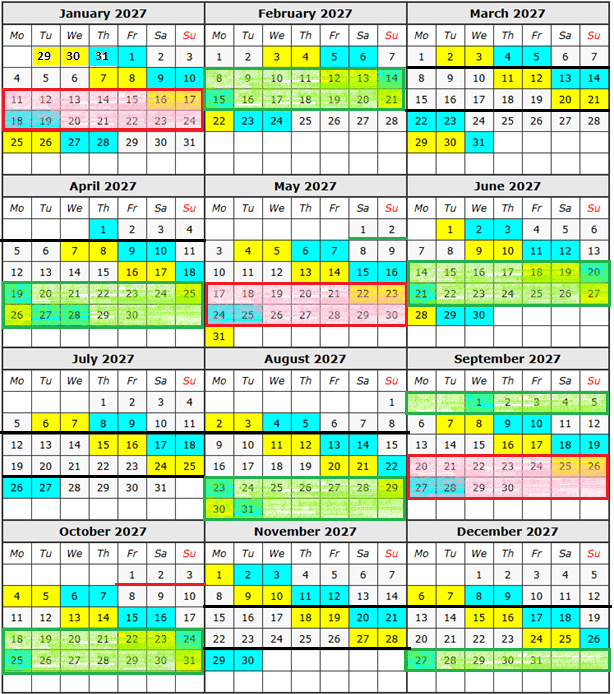 January 2027
Mo Tu We Th Fr Sa Su
29 30 31 1 2 3
4 5 6 7 8 9 10
11 12 13 14 15 16 17
18 19 20 21 22 23 24
25 26 27 28 29 30 31
February 2027
Mo Tu We Th Fr Sa Su
1 2 3 4 5 6 7
8 9 10 11 12 13 14
15 16 17 18 19 20 21
22 23 24 25 26 27 28
March 2027
Mo Tu We Th Fr Sa Su
1 2 3 4 5 6 7
8 9 10 11 12 13 14
15 16 17 18 19 20 21
22 23 24 25 26 27 28
29 30 31
April 2027
Mo Tu We Th Fr Sa Su
1 2 3 4
5 6 7 8 9 10 11
12 13 14 15 16 17 18
19 20 21 22 23 24 25
26 27 28 29 30
May 2027
Mo Tu We Th Fr Sa Su
1 2
3 4 5 6 7 8 9
10 11 12 13 14 15 16
17 18 19 20 21 22 23
24 25 26 27 28 29 30
31
June 2027
Mo Tu We Th Fr Sa Su
1 2 3 4 5 6
7 8 9 10 11 12 13
14 15 16 17 18 19 20
21 22 23 24 25 26 27
28 29 30
July 2027
Mo Tu We Th Fr Sa Su
1 2 3 4
5 6 7 8 9 10 11
12 13 14 15 16 17 18
19 20 21 22 23 24 25
26 27 28 29 30 31
August 2027
Mo Tu We Th Fr Sa Su
1
2 3 4 5 6 7 8
9 10 11 12 13 14 15
16 17 18 19 20 21 22
23 24 25 26 27 28 29
30 31
September 2027
Mo Tu We Th Fr Sa Su
1 2 3 4 5
6 7 8 9 10 11 12
13 14 15 16 17 18 19
20 21 22 23 24 25 26
27 28 29 30
October 2027
Mo Tu We Th Fr Sa Su
1 2 3
4 5 6 7 8 9 10
11 12 13 14 15 16 17
18 19 20 21 22 23 24
25 26 27 28 29 30 31
November 2027
Mo Tu We Th Fr Sa Su
1 2 3 4 5 6 7
8 9 10 11 12 13 14
15 16 17 18 19 20 21
22 23 24 25 26 27 28
29 30
December 2027
Mo Tu We Th Fr Sa Su
1 2 3 4 5
6 7 8 9 10 11 12
13 14 15 16 17 18 19
20 21 22 23 24 25 26
27 28 29 30 31